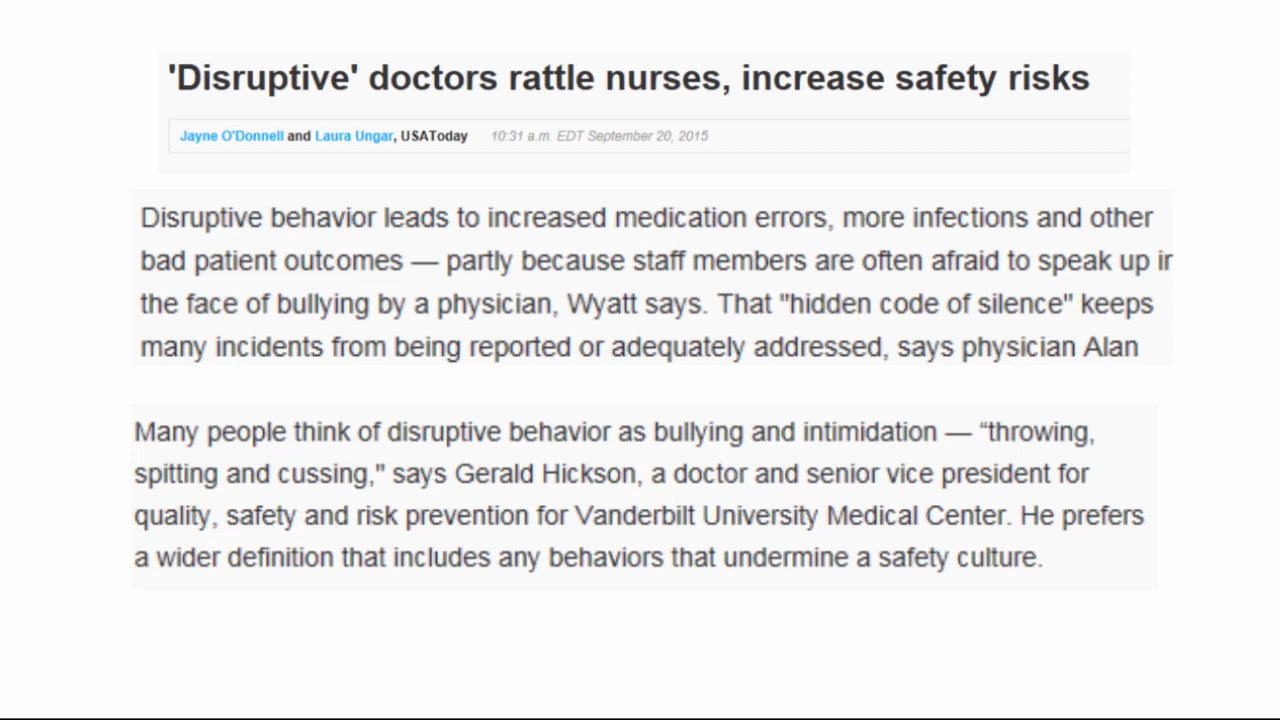 'Disruptive' doctors rattle nurses, increase safety risks
Jayne O'Donnell and Laura Ungar, USAToday 10:31 a.m. EDT September 20, 2015
Disruptive behavior leads to increased medication errors, more infections and other
bad patient outcomes — partly because staff members are often afraid to speak up in
the face of bullying by a physician, Wyatt says. That "hidden code of silence" keeps
many incidents from being reported or adequately addressed, says physician Alan
Many people think of disruptive behavior as bullying and intimidation — “throwing,
spitting and cussing," says Gerald Hickson, a doctor and senior vice president for
quality, safety and risk prevention for Vanderbilt University Medical Center. He prefers
a wider definition that includes any behaviors that undermine a safety culture.